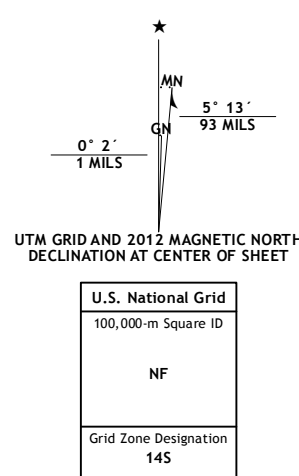 MN
GN
5° 13´
93 MILS
0° 2´
1 MILS
UTM GRID AND 2012 MAGNETIC NORTH
DECLINATION AT CENTER OF SHEET
U.S. National Grid
100,000-m Square ID
NF
Grid Zone Designation
14S